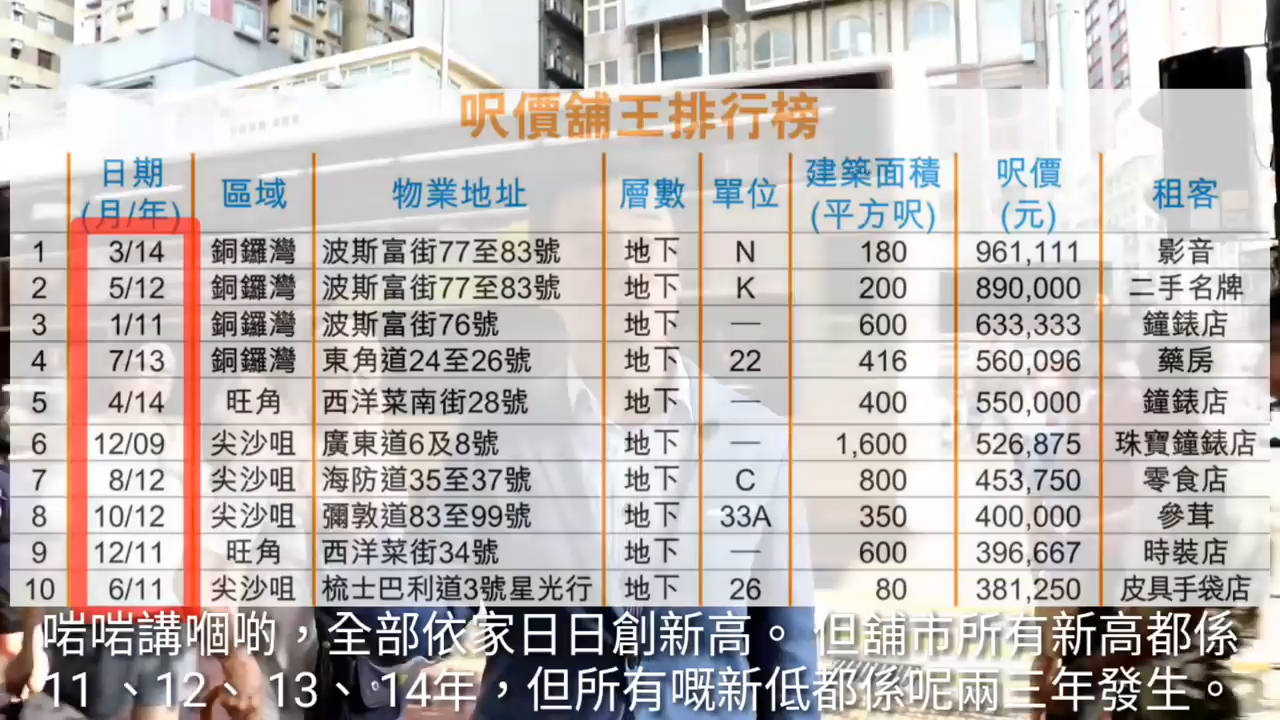 呎價舖王排行榜
日期(月/年) 區域 物業地址 層數 單位 建築面積(平方呎) 呎價(元) 租客
1 3/14 銅鑼灣 波斯富街77至83號 地下 N 180 961,111 影音
2 5/12 銅鑼灣 波斯富街77至83號 地下 K 200 890,000 二手名牌
3 1/11 銅鑼灣 波斯富街76號 地下 — 600 633,333 鐘錶店
4 7/13 銅鑼灣 東角道24至26號 地下 22 416 560,096 藥房
5 4/14 旺角 西洋菜南街28號 地下 — 400 550,000 鐘錶店
6 12/09 尖沙咀 廣東道6及8號 地下 — 1,600 526,875 珠寶鐘錶店
7 8/12 尖沙咀 海防道35至37號 地下 C 800 453,750 零食店
8 10/12 尖沙咀 彌敦道83至99號 地下 33A 350 400,000 參茸
9 12/11 旺角 西洋菜街34號 地下 — 600 396,667 時裝店
10 6/11 尖沙咀 梳士巴利道3號星光行 地下 26 80 381,250 皮具手袋店
啱啱講嗰啲，全部依家日日創新高。 但舖市所有新高都係
11 、12、 13、 14年，但所有嘅新低都係呢兩三年發生。